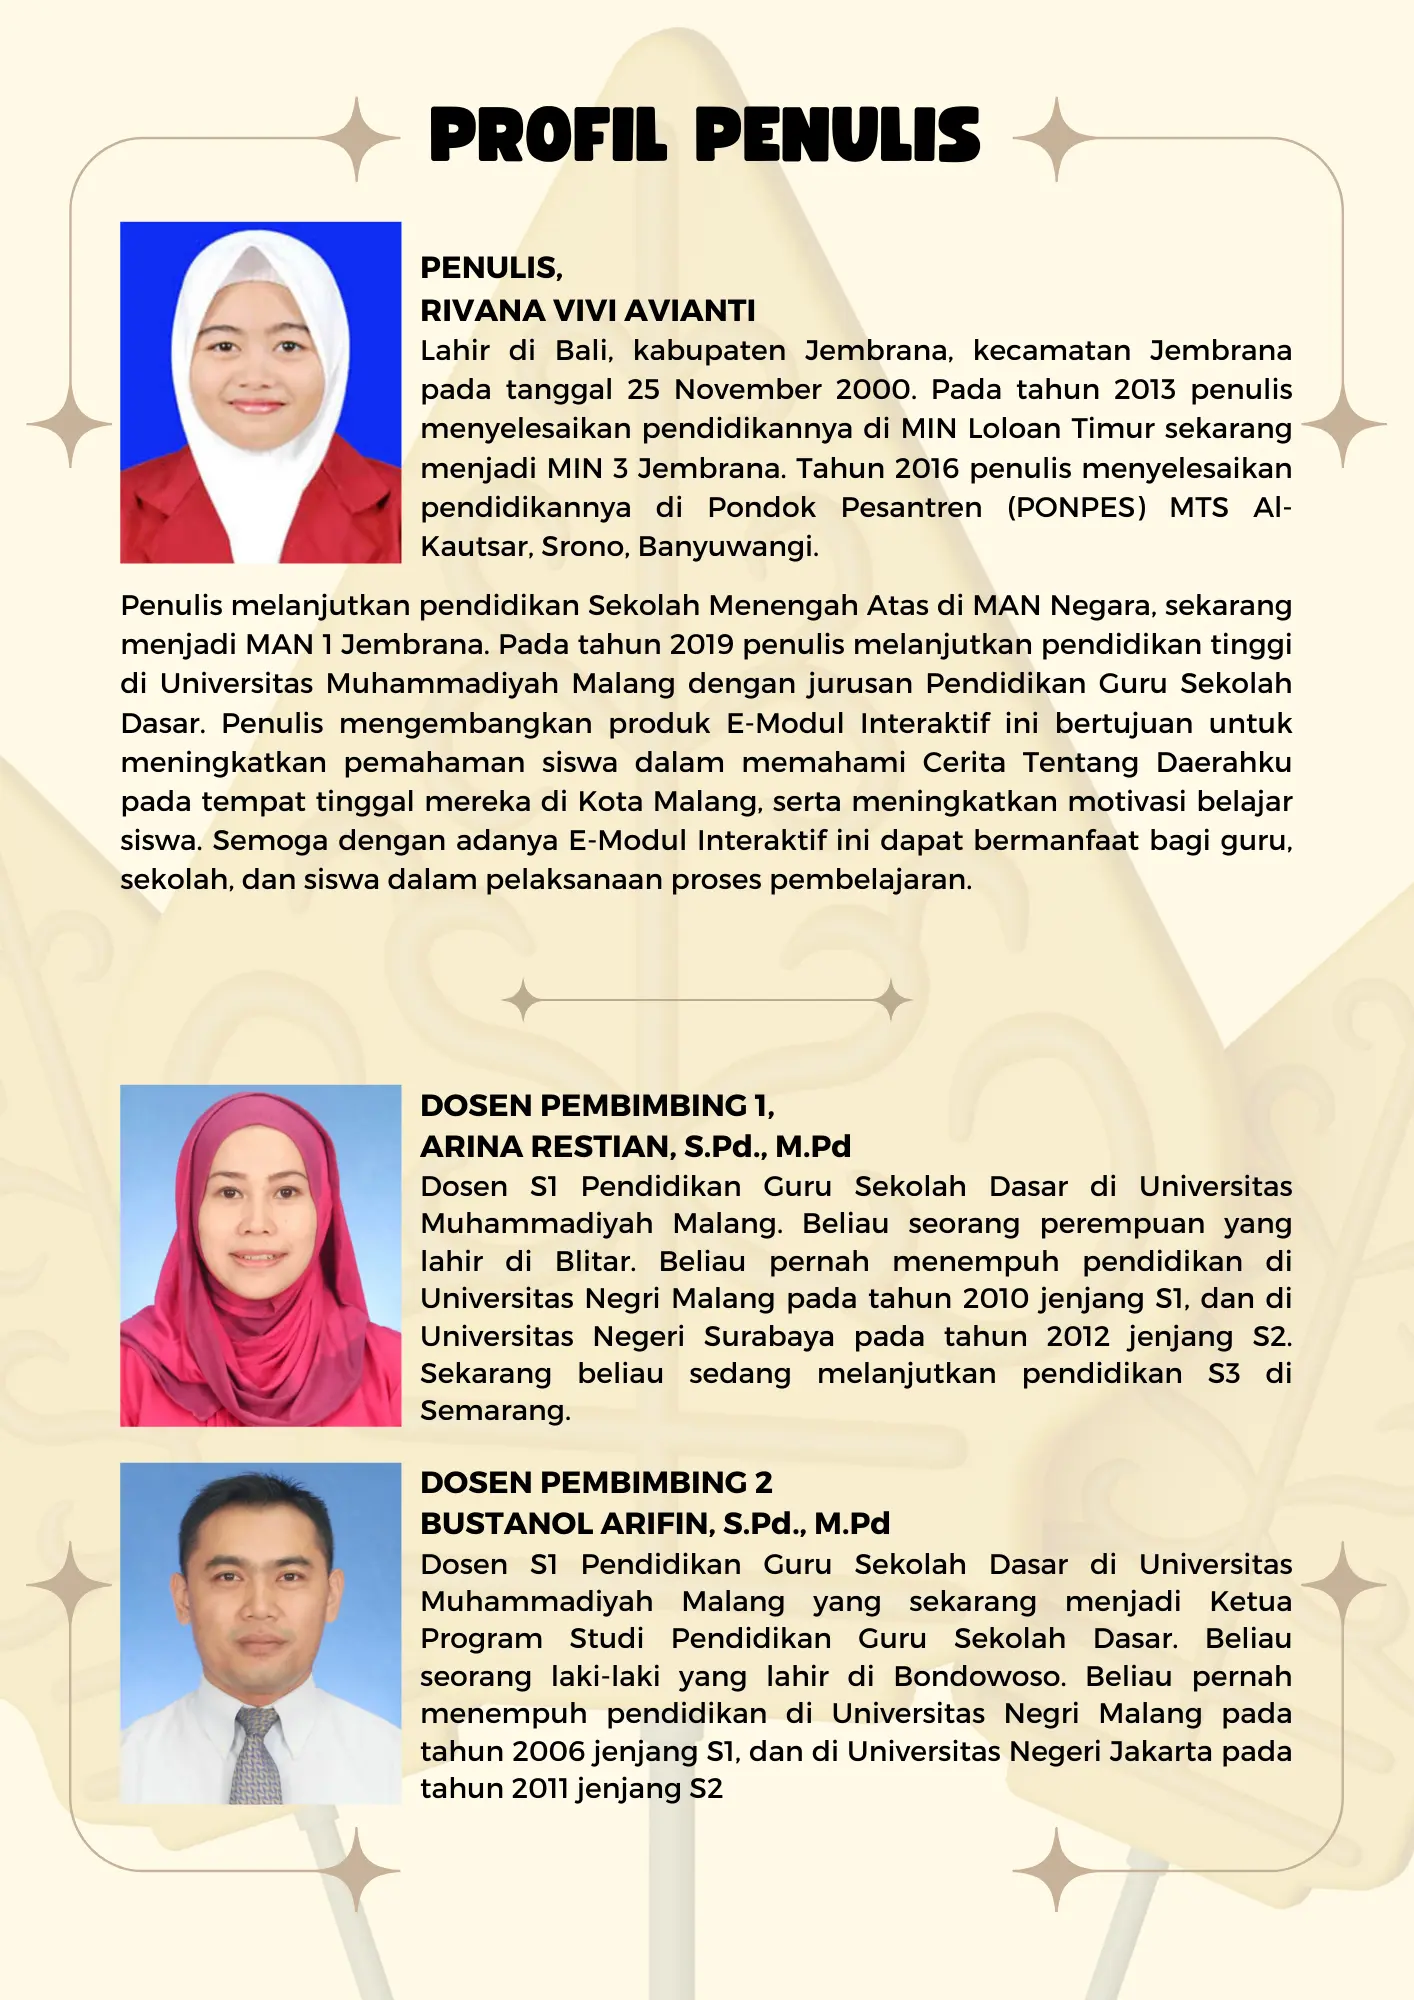 PROFIL PENULIS
PENULIS,
RIVANA VIVI AVIANTI
Lahir di Bali, kabupaten Jembrana, kecamatan Jembrana
pada tanggal 25 November 2000. Pada tahun 2013 penulis
menyelesaikan pendidikannya di MIN Loloan Timur sekarang
menjadi MIN 3 Jembrana. Tahun 2016 penulis menyelesaikan
pendidikannya di Pondok Pesantren (PONPES) MTS Al-
Kautsar, Srono, Banyuwangi.
Penulis melanjutkan pendidikan Sekolah Menengah Atas di MAN Negara, sekarang
menjadi MAN 1 Jembrana. Pada tahun 2019 penulis melanjutkan pendidikan tinggi
di Universitas Muhammadiyah Malang dengan jurusan Pendidikan Guru Sekolah
Dasar. Penulis mengembangkan produk E-Modul Interaktif ini bertujuan untuk
meningkatkan pemahaman siswa dalam memahami Cerita Tentang Daerahku
pada tempat tinggal mereka di Kota Malang, serta meningkatkan motivasi belajar
siswa. Semoga dengan adanya E-Modul Interaktif ini dapat bermanfaat bagi guru,
sekolah, dan siswa dalam pelaksanaan proses pembelajaran.
DOSEN PEMBIMBING 1,
ARINA RESTIAN, S.Pd., M.Pd
Dosen S1 Pendidikan Guru Sekolah Dasar di Universitas
Muhammadiyah Malang. Beliau seorang perempuan yang
lahir di Blitar. Beliau pernah menempuh pendidikan di
Universitas Negri Malang pada tahun 2010 jenjang S1, dan di
Universitas Negeri Surabaya pada tahun 2012 jenjang S2.
Sekarang beliau sedang melanjutkan pendidikan S3 di
Semarang.
DOSEN PEMBIMBING 2
BUSTANOL ARIFIN, S.Pd., M.Pd
Dosen S1 Pendidikan Guru Sekolah Dasar di Universitas
Muhammadiyah Malang yang sekarang menjadi Ketua
Program Studi Pendidikan Guru Sekolah Dasar. Beliau
seorang laki-laki yang lahir di Bondowoso. Beliau pernah
menempuh pendidikan di Universitas Negri Malang pada
tahun 2006 jenjang S1, dan di Universitas Negeri Jakarta pada
tahun 2011 jenjang S2